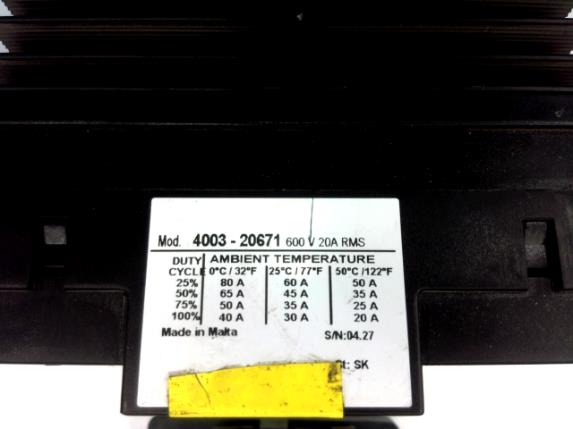 Mod. 4003 - 20671 600 V 20A RMS
DUTY CYCLE AMBIENT TEMPERATURE
0°C / 32°F 25°C / 77°F 50°C /122°F
25% 80 A 60 A 50 A
50% 65 A 45 A 35 A
75% 50 A 35 A 25 A
100% 40 A 30 A 20 A
Made in Malta S/N:04.27
SK